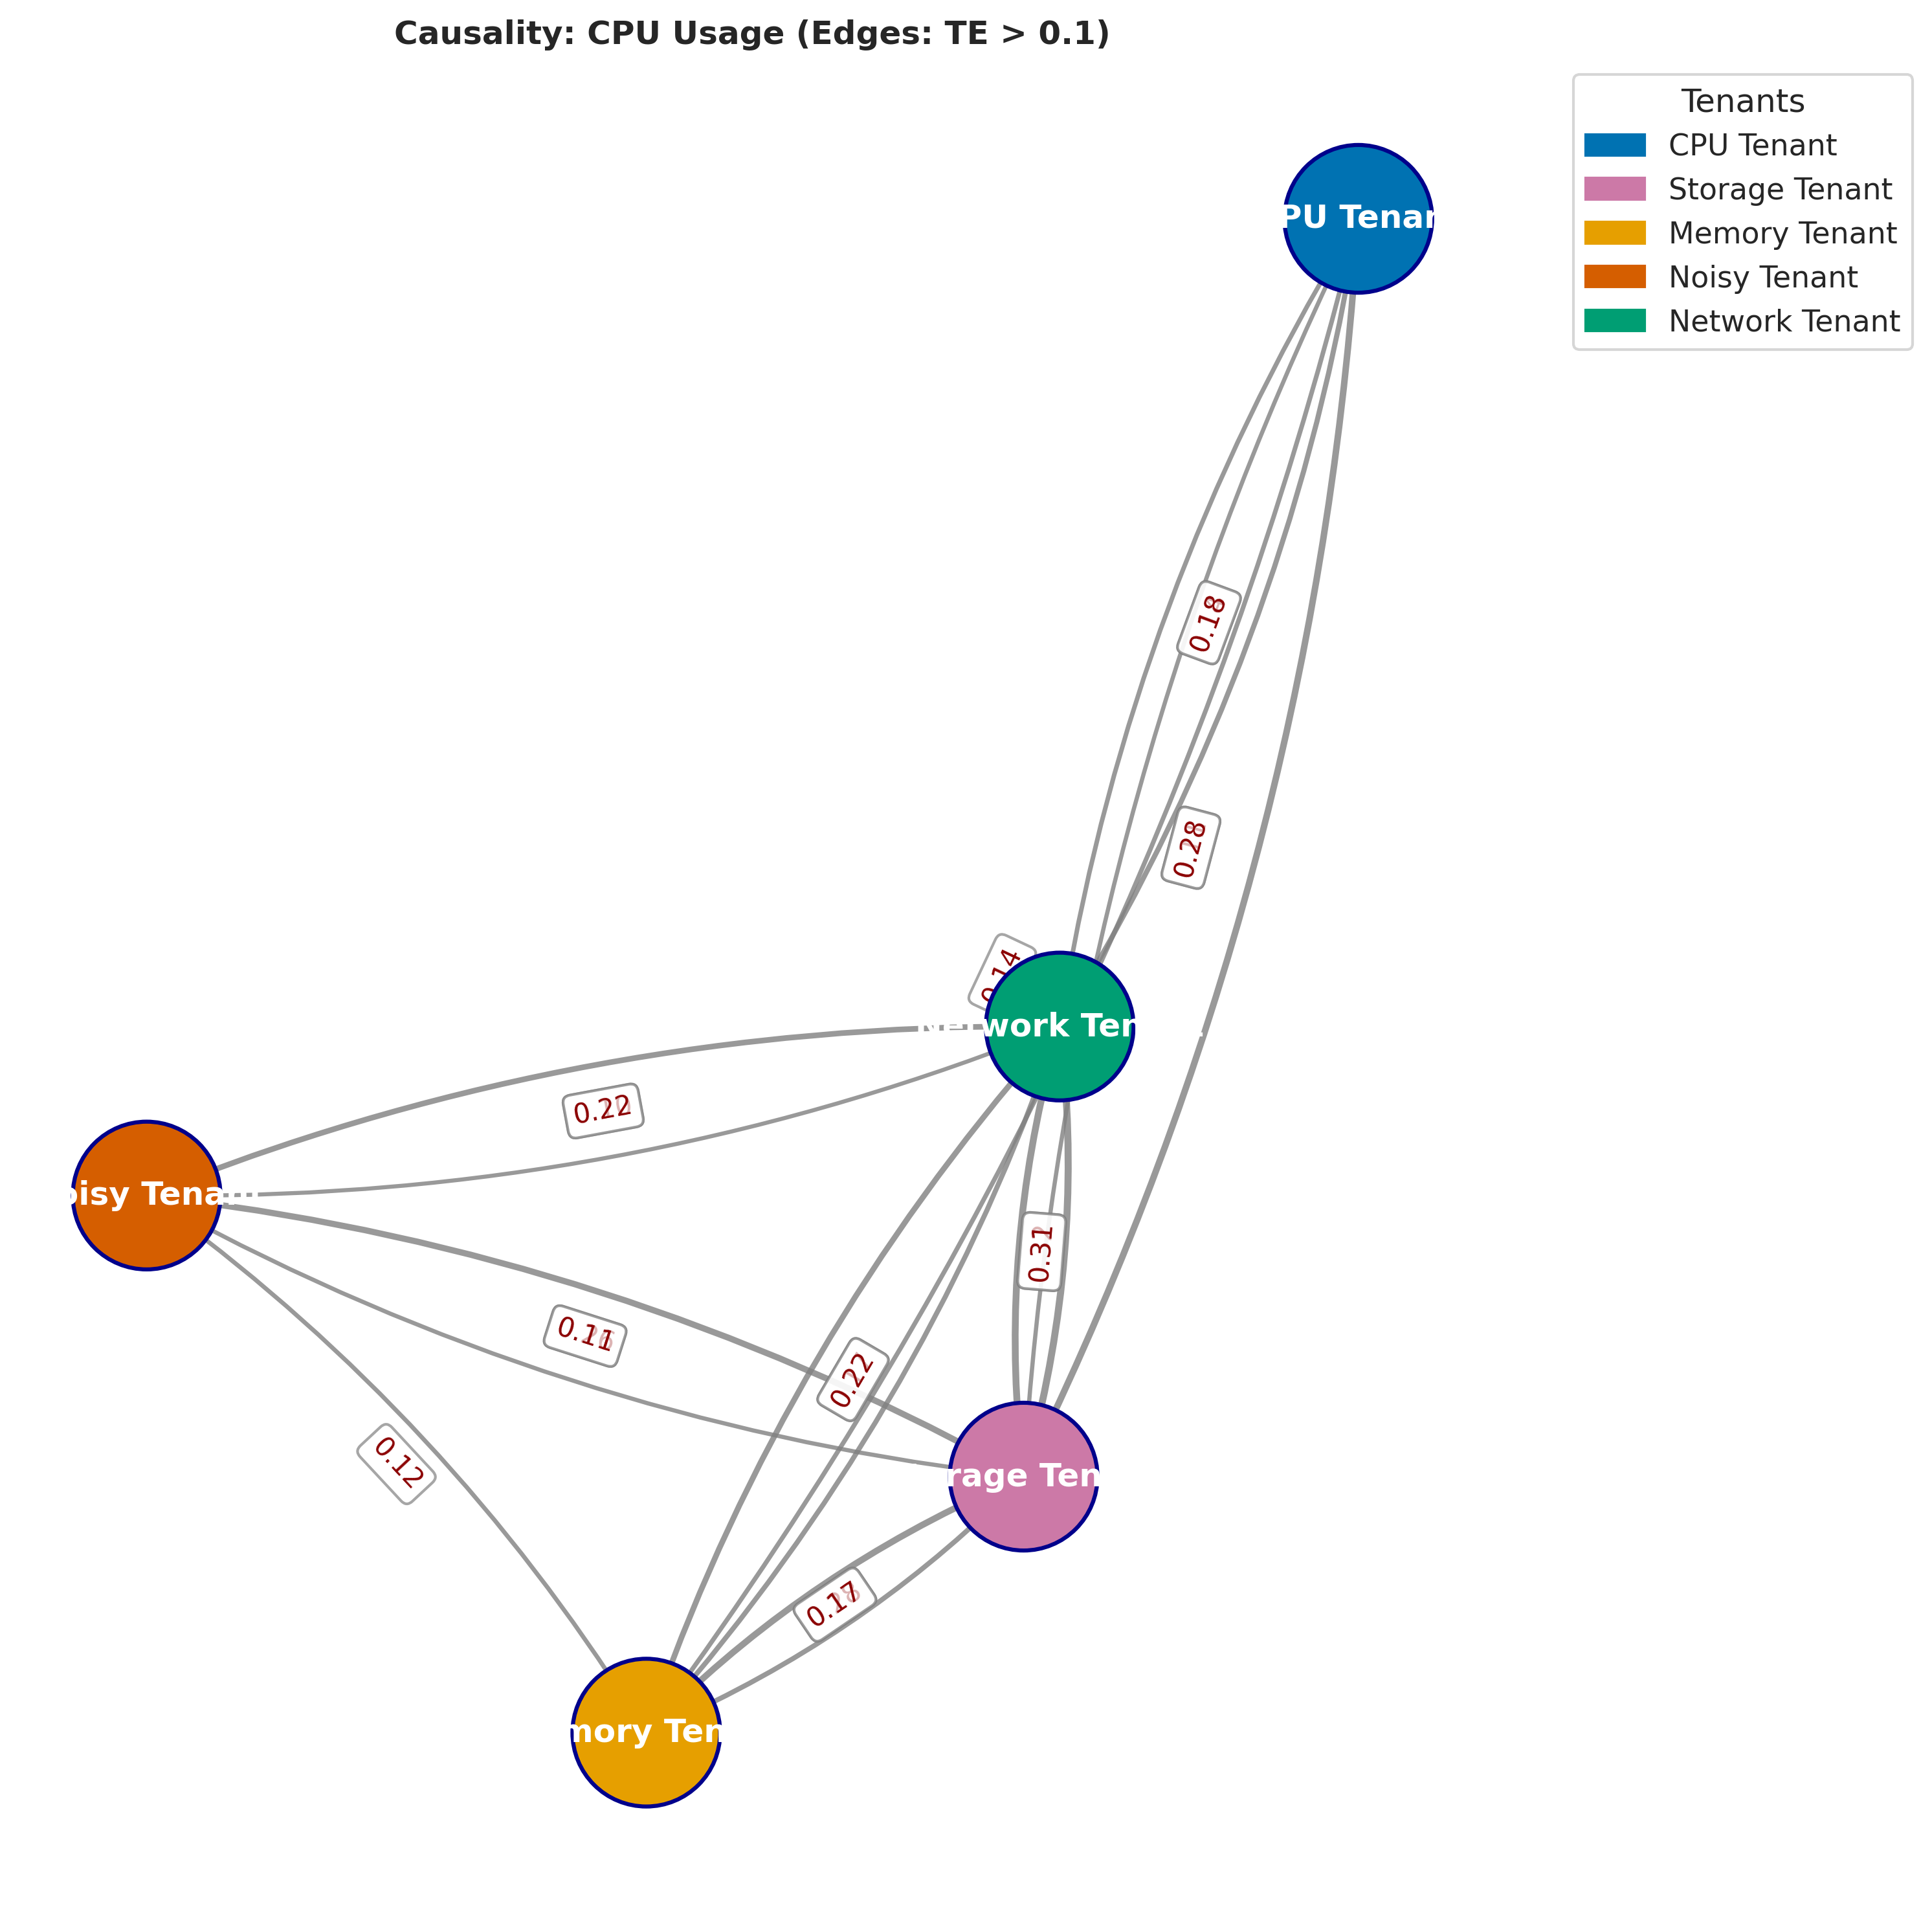 Causality: CPU Usage (Edges: TE > 0.1)
Tenants
CPU Tenant
Storage Tenant
Memory Tenant
Noisy Tenant
Network Tenant
PU Tenan
0.18
0.28
0.14
work Ten
0.22
oisy Tena
0.31
0.11
0.22
0.12
rage Ten
0.17
mory Ten